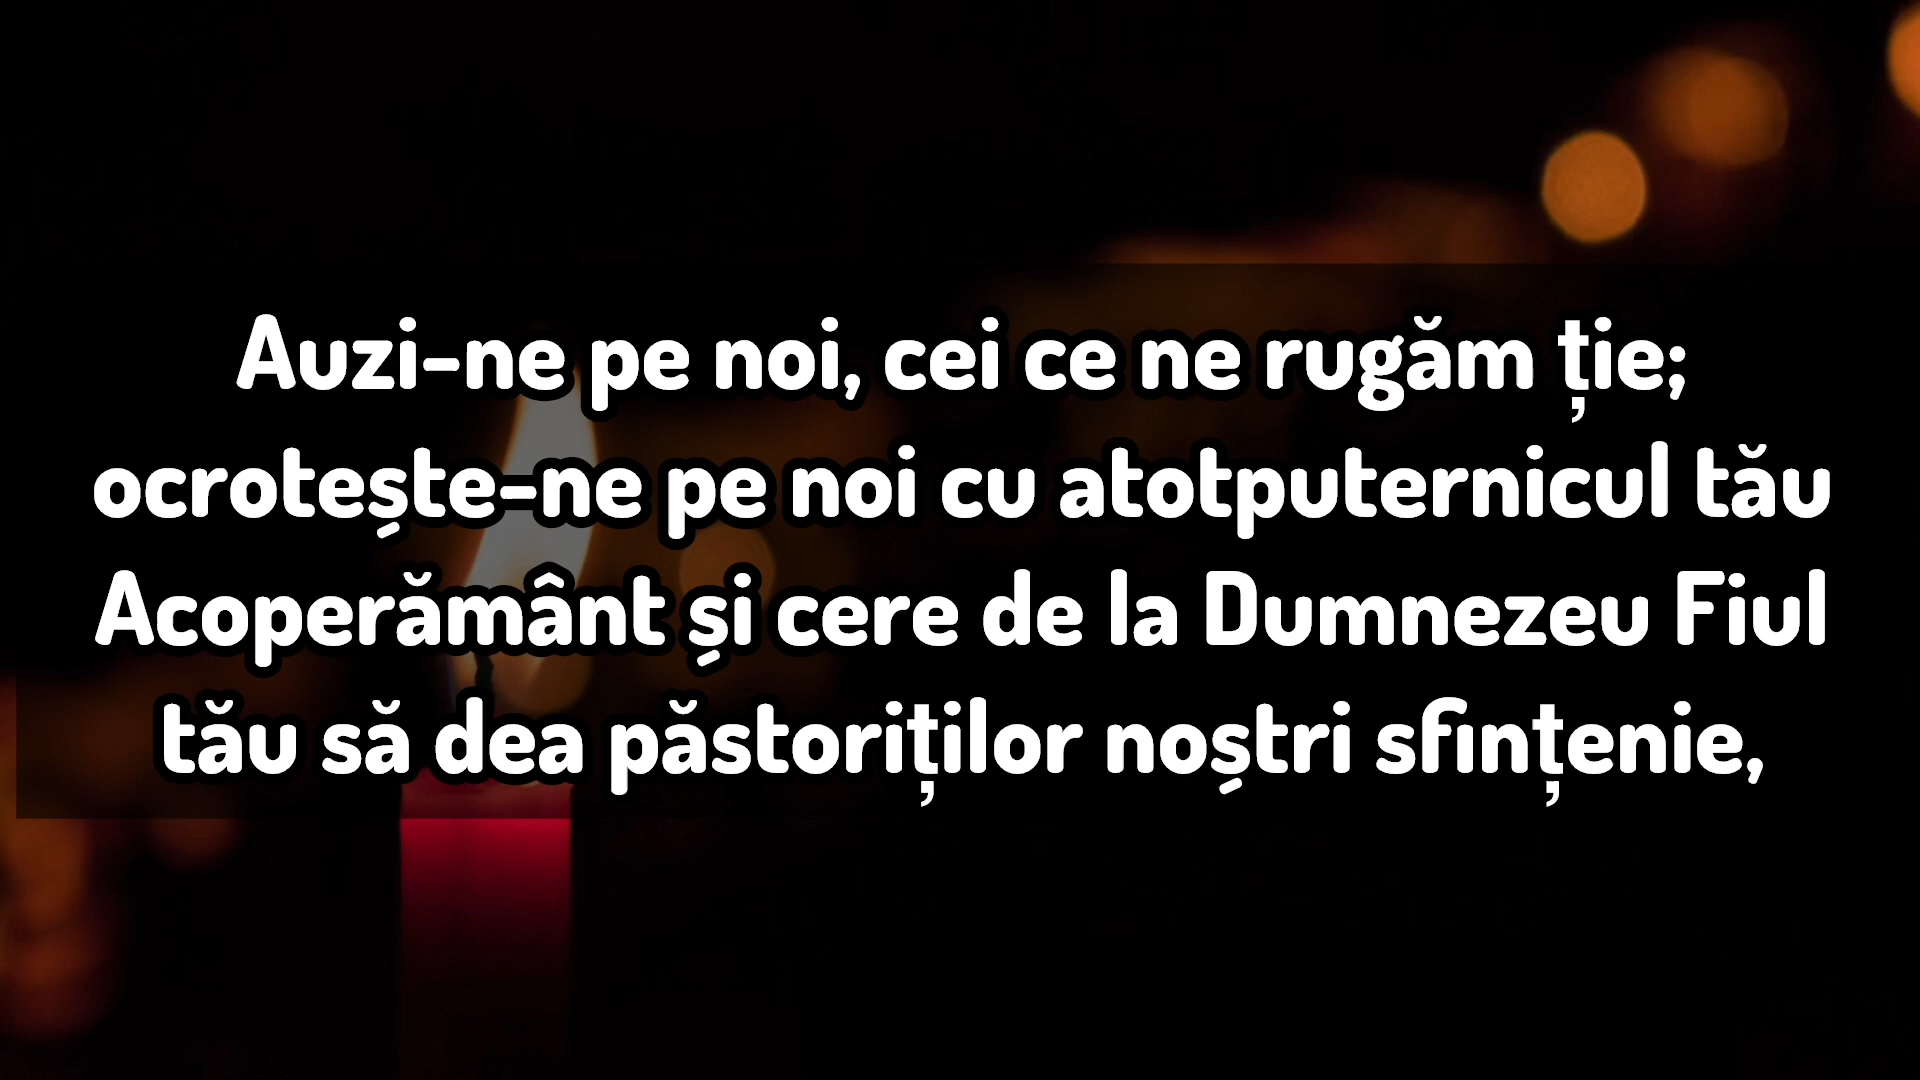 Auzi-ne pe noi, cei ce ne rugăm ție;
ocrotește-ne pe noi cu atotputernicul tău
Acoperământ și cere de la Dumnezeu Fiul
tău să dea păstoriților noștri sfințenie,